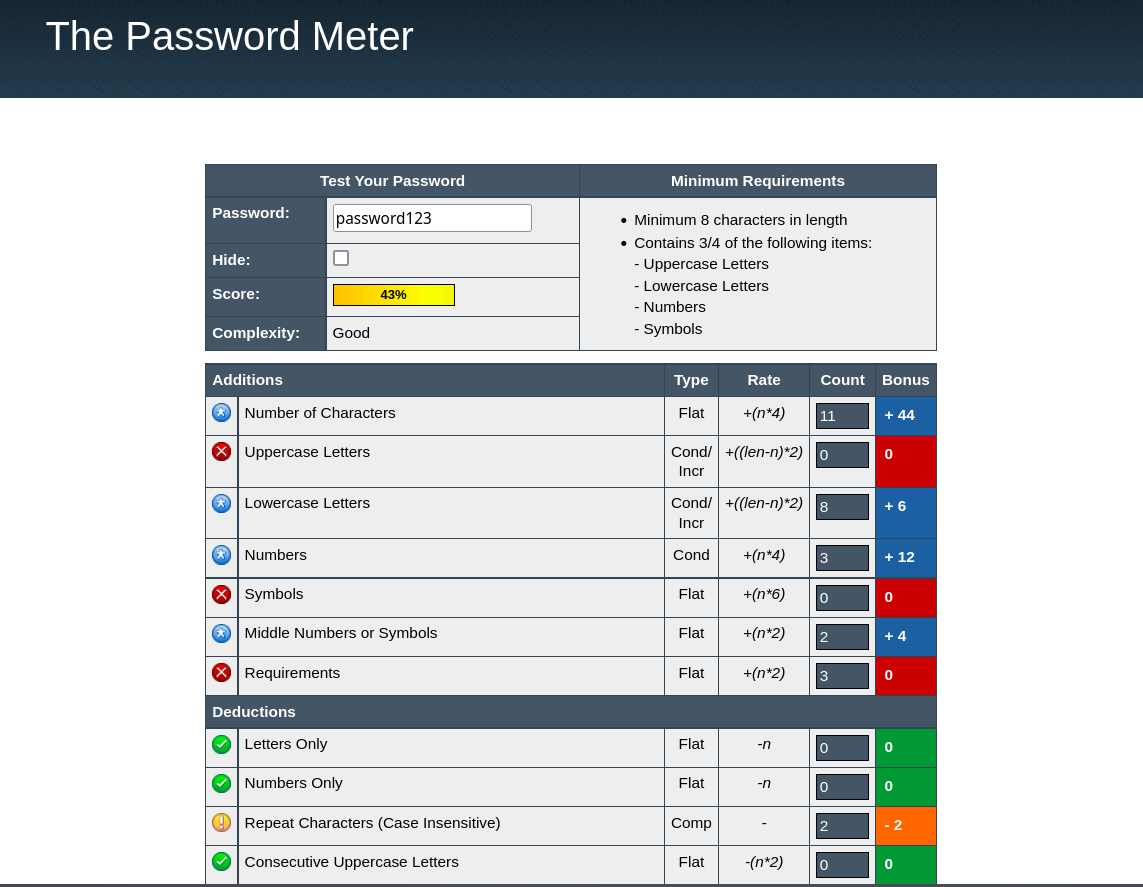 The Password Meter
Test Your Password
Minimum Requirements
Password:
password123
Hide:
Score:
43%
Complexity:
Good
• Minimum 8 characters in length
• Contains 3/4 of the following items:
- Uppercase Letters
- Lowercase Letters
- Numbers
- Symbols
Additions Type Rate Count Bonus
Number of Characters Flat +(n*4) 11 + 44
Uppercase Letters Cond/ +((len-n)*2) 0 0
Incr
Lowercase Letters Cond/ +((len-n)*2) 8 + 6
Incr
Numbers Cond +(n*4) 3 + 12
Symbols Flat +(n*6) 0 0
Middle Numbers or Symbols Flat +(n*2) 2 + 4
Requirements Flat +(n*2) 3 0
Deductions
Letters Only Flat -n 0 0
Numbers Only Flat -n 0 0
Repeat Characters (Case Insensitive) Comp - 2 - 2
Consecutive Uppercase Letters Flat -(n*2) 0 0